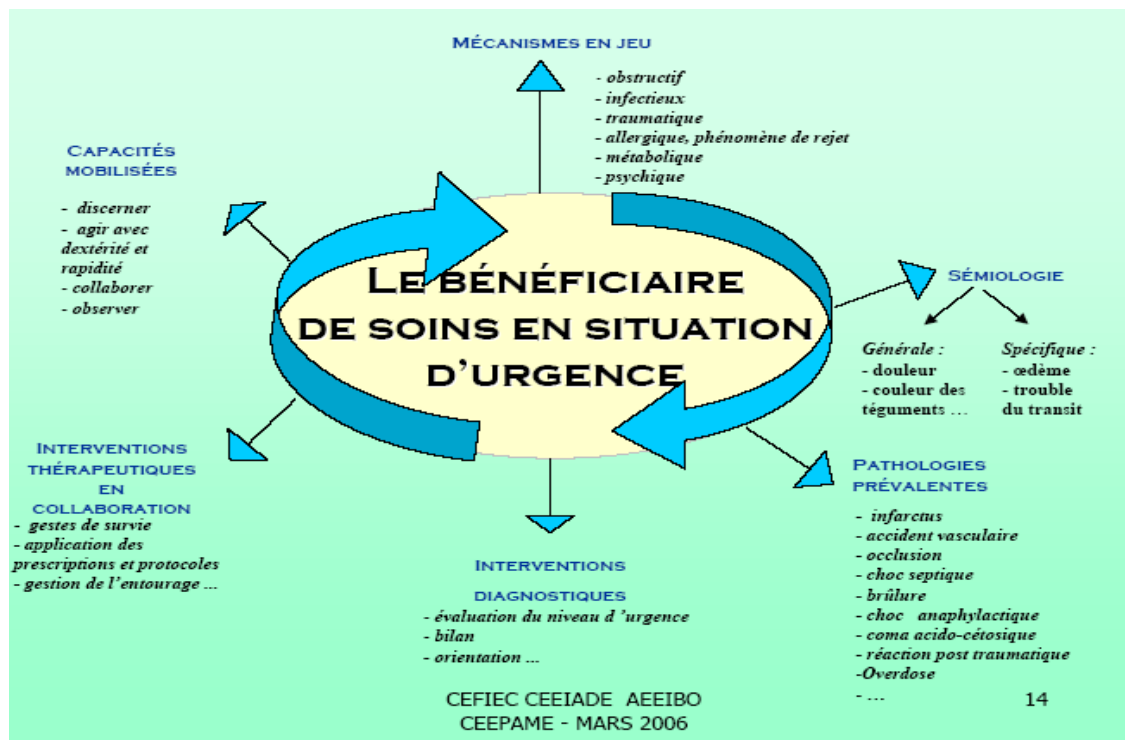 MÉCANISMES EN JEU
- obstructif
- infectieux
- traumatique
- allergique, phénomène de rejet
- métabolique
- psychique
CAPACITÉS
MOBILISÉES
- discerner
- agir avec
dextérité et
rapidité
- collaborer
- observer
LE BÉNÉFICIAIRE
DE SOINS EN SITUATION
D'URGENCE
SÉMIOLOGIE
Générale :
- douleur
- couleur des
téguments ...
Spécifique :
- œdème
- trouble
du transit
INTERVENTIONS
THÉRAPEUTIQUES
EN
COLLABORATION
- gestes de survie
- application des
prescriptions et protocoles
- gestion de l'entourage ...
INTERVENTIONS
DIAGNOSTIQUES
- évaluation du niveau d 'urgence
- bilan
- orientation ...
PATHOLOGIES
PRÉVALENTES
- infarctus
- accident vasculaire
- occlusion
- choc septique
- brûlure
- choc anaphylactique
- coma acido-cétosique
- réaction post traumatique
-Overdose
- ...
CEFIEC CEEIADE AEEIBO
CEEPAME - MARS 2006
14